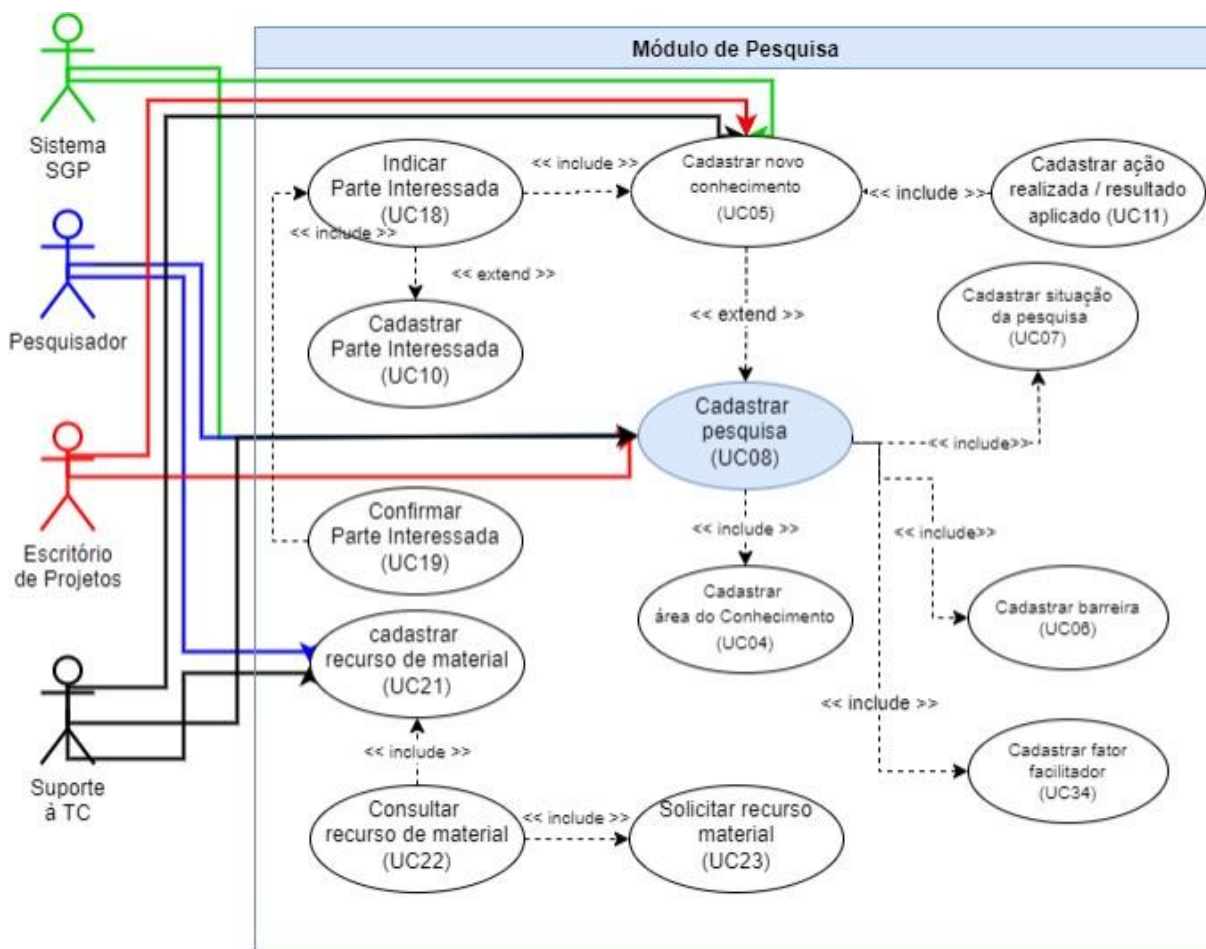 Módulo de Pesquisa
Sistema
SGP
Pesquisador
Escritório
de Projetos
Suporte
à TC
Indicar
Parte Interessada
(UC18)
<< include >>
Cadastrar novo
conhecimento
(UC05)
<< include >>
Cadastrar ação
realizada / resultado
aplicado (UC11)
<< include >>
<< extend >>
<< extend >>
Cadastrar situação
da pesquisa
(UC07)
Cadastrar
Parte Interessada
(UC10)
Cadastrar
pesquisa
(UC08)
<< include>>
Confirmar
Parte Interessada
(UC19)
<< include >>
<< include>>
Cadastrar
área do Conhecimento
(UC04)
Cadastrar barreira
(UC06)
cadastrar
recurso de material
(UC21)
<< include >>
<< include >>
Cadastrar fator
facilitador
(UC34)
Consultar
recurso de material
(UC22)
<< include >>
Solicitar recurso
material
(UC23)